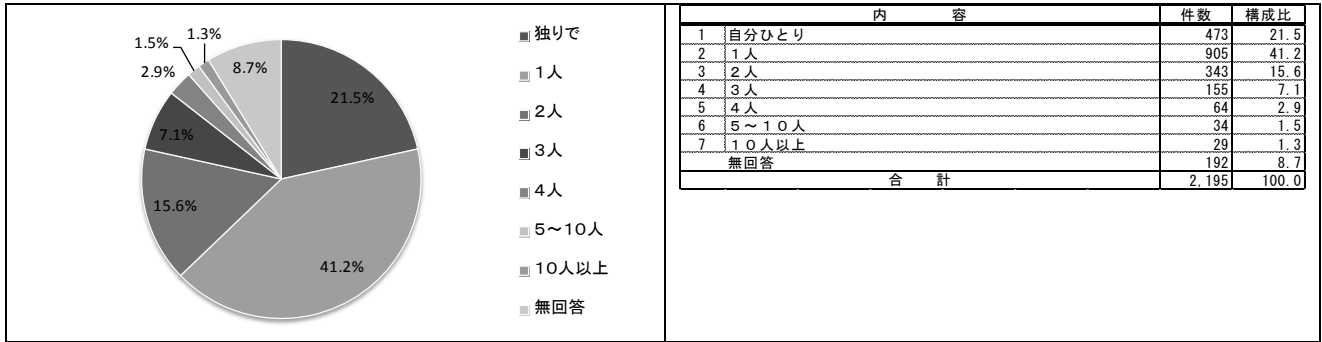 1.5%
1.3%
2.9%
8.7%
21.5%
7.1%
15.6%
41.2%
独りで
1人
2人
3人
4人
5～10人
10人以上
無回答
内　容 件数 構成比
1 自分ひとり 473 21.5
2 １人 905 41.2
3 ２人 343 15.6
4 ３人 155 7.1
5 ４人 64 2.9
6 ５～１０人 34 1.5
7 １０人以上 29 1.3
無回答 192 8.7
合　計 2,195 100.0